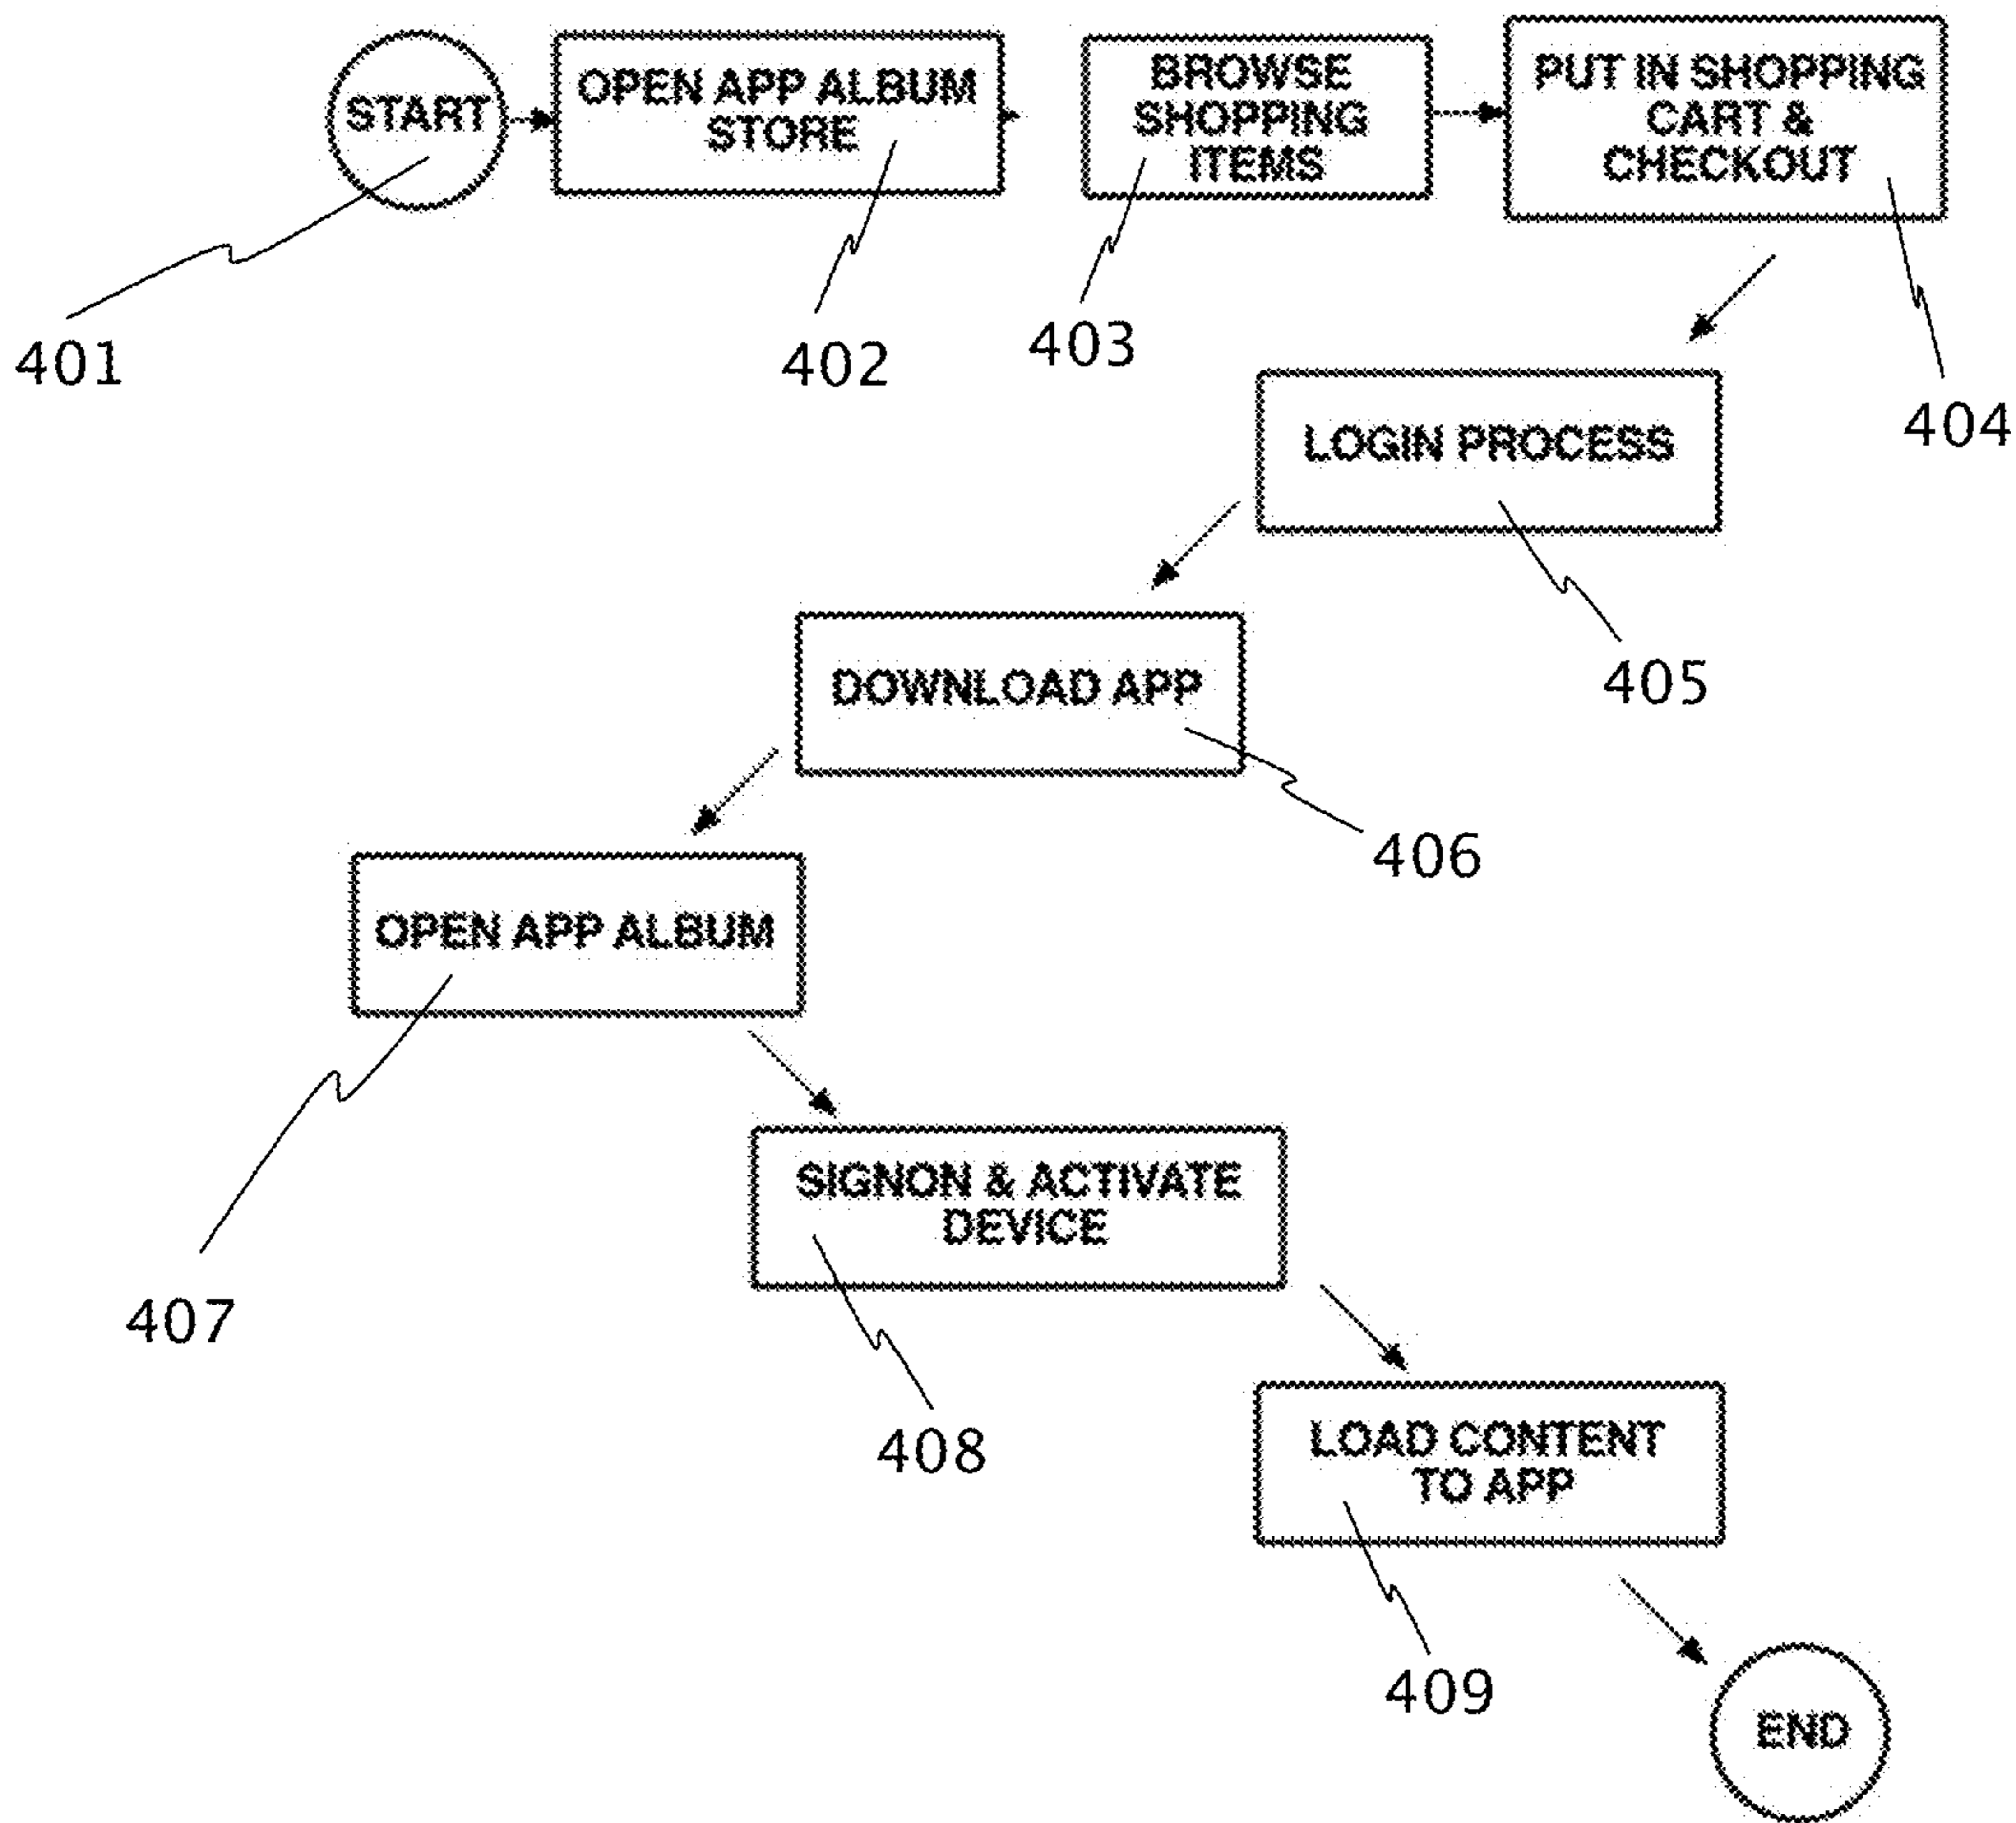 START
OPEN APP ALBUM
STORE
BROWSE
SHOPPING
ITEMS
PUT IN SHOPPING
CART &
CHECKOUT
401
402
403
404
LOGIN PROCESS
405
DOWNLOAD APP
406
OPEN APP ALBUM
407
SIGNON & ACTIVATE
DEVICE
408
LOAD CONTENT
TO APP
409
END